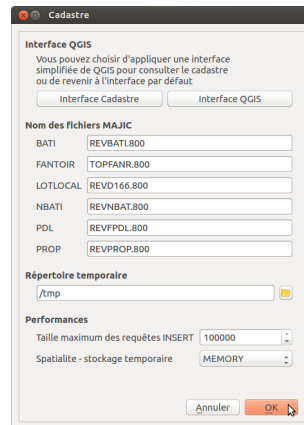 Cadastre
Interface QGIS
Vous pouvez choisir d'appliquer une interface
simplifiée de QGIS pour consulter le cadastre
ou de revenir à l'interface par défaut
Interface Cadastre Interface QGIS
Nom des fichiers MAJIC
BATI REVBATI.800
FANTOIR TOPFANR.800
LOTLOCAL REVD166.800
NBATI REVNBAT.800
PDL REVFPDL.800
PROP REVPROP.800
Répertoire temporaire
/tmp
Performances
Taille maximum des requêtes INSERT 100000
Spatialite - stockage temporaire MEMORY
Annuler OK